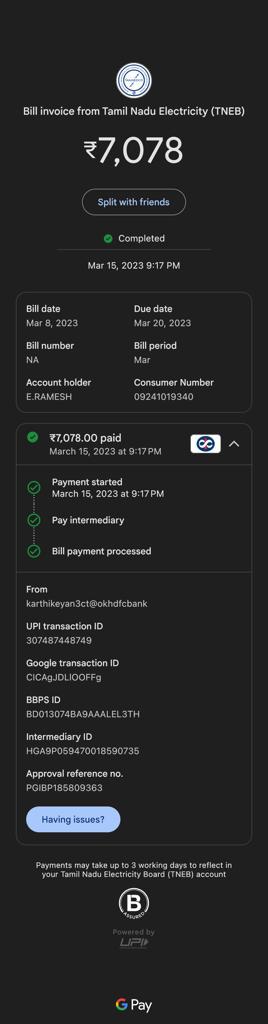 Bill invoice from Tamil Nadu Electricity (TNEB)
₹7,078
Split with friends
Completed
Mar 15, 2023 9:17 PM
Bill date
Mar 8, 2023
Due date
Mar 20, 2023
Bill number
NA
Bill period
Mar
Account holder
E.RAMESH
Consumer Number
09241019340
₹7,078.00 paid
March 15, 2023 at 9:17 PM
Payment started
March 15, 2023 at 9:17 PM
Pay intermediary
Bill payment processed
From
karthikeyan3ct@okhdfcbank
UPI transaction ID
307487448749
Google transaction ID
CICAgJDLIOOFFg
BBPS ID
BD013074BA9AAALEL3TH
Intermediary ID
HGA9P059470018590735
Approval reference no.
PGIBP185809363
Having issues?
Payments may take up to 3 working days to reflect in
your Tamil Nadu Electricity Board (TNEB) account
B
ASSURED
Powered by
UPI
G Pay